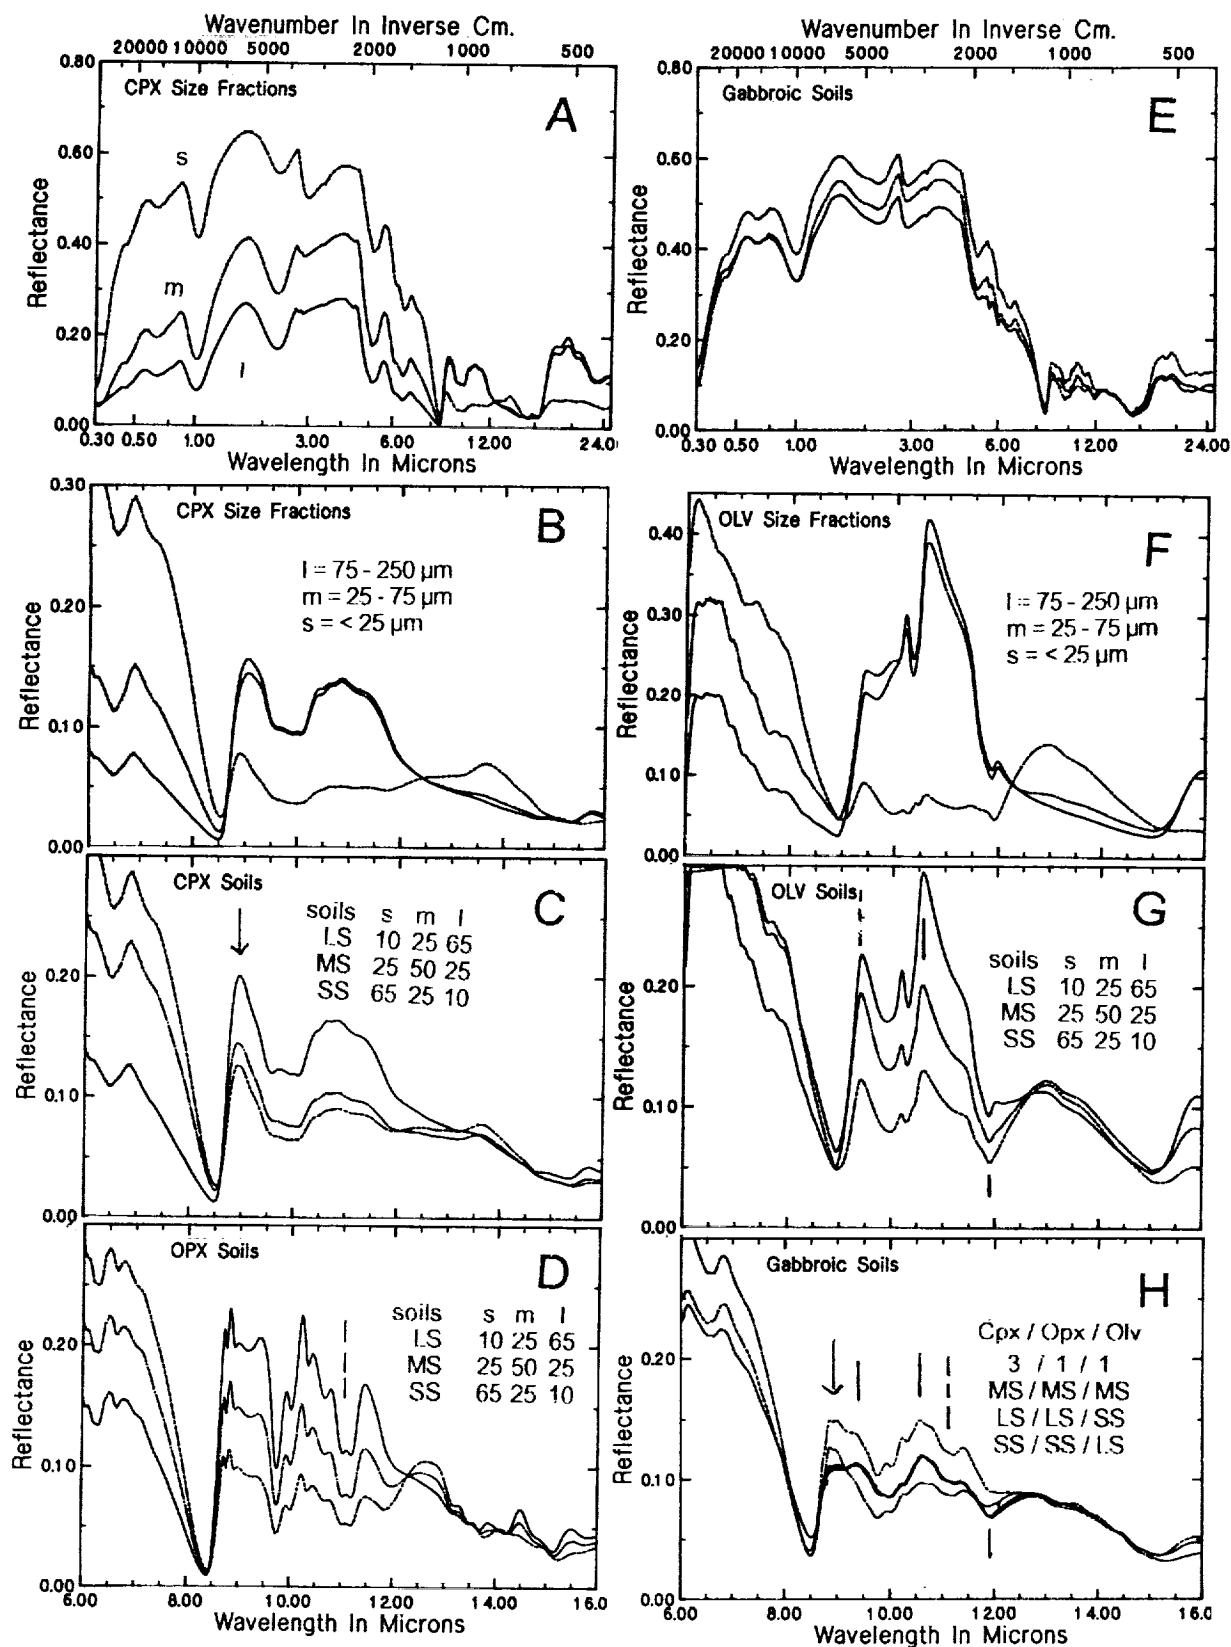 Wavenumber In Inverse Cm.
20000 10000 5000 2000 1000 500
0.80
CPX Size Fractions
A
0.60
s
0.40
m
0.20
l
0.00
Reflectance
0.30 0.50 1.00 3.00 6.00 12.00 24.0
Wavelength In Microns
0.30
CPX Size Fractions
B
l = 75 - 250 µm
m = 25 - 75 µm
s = < 25 µm
0.20
0.10
0.00
Reflectance
CPX Soils
C
soils s m l
LS 10 25 65
MS 25 50 25
SS 65 25 10
0.20
0.10
0.00
Reflectance
OPX Soils
D
soils s m l
LS 10 25 65
MS 25 50 25
SS 65 25 10
0.20
0.10
0.00
Reflectance
6.00 8.00 10.00 12.00 14.00 16.0
Wavelength In Microns
Wavenumber In Inverse Cm.
20000 10000 5000 2000 1000 500
0.80
Gabbroic Soils
E
0.60
0.40
0.20
0.00
Reflectance
0.30 0.50 1.00 3.00 6.00 12.00 24.00
Wavelength In Microns
OLV Size Fractions
F
0.40
l = 75 - 250 µm
m = 25 - 75 µm
s = < 25 µm
0.30
0.20
0.10
0.00
Reflectance
OLV Soils
G
soils s m l
LS 10 25 65
MS 25 50 25
SS 65 25 10
0.20
0.10
0.00
Reflectance
Gabbroic Soils
H
Cpx / Opx / Olv
3 / 1 / 1
MS / MS / MS
LS / LS / SS
SS / SS / LS
0.20
0.10
0.00
Reflectance
6.00 8.00 10.00 12.00 14.00 16.0
Wavelength In Microns